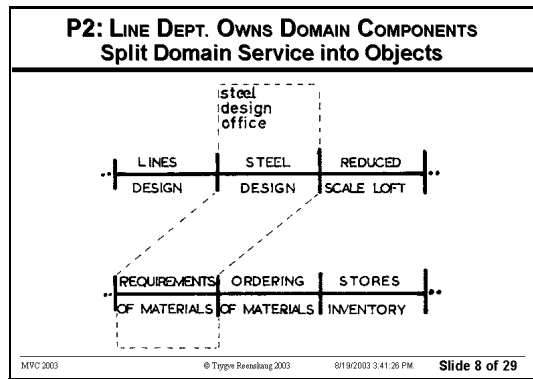 P2: LINE DEPT. OWNS DOMAIN COMPONENTS
Split Domain Service into Objects
steel
design
office
LINES
DESIGN
STEEL
DESIGN
REDUCED
SCALE LOFT
REQUIREMENTS
OF MATERIALS
ORDERING
OF MATERIALS
STORES
INVENTORY
MVC 2003
© Trygve Reenskaug 2003
8/19/2003 3:41:26 PM.
Slide 8 of 29